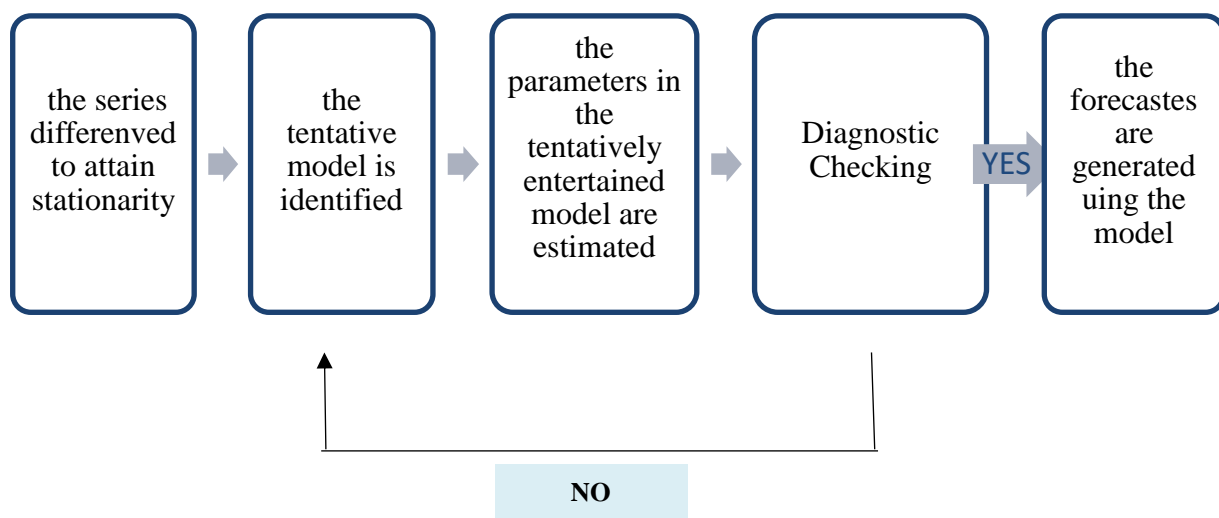 the series
differenved
to attain
stationarity
the
tentative
model is
identified
the
parameters in
the
tentatively
entertained
model are
estimated
Diagnostic
Checking
YES
the
forecastes
are
generated
uing the
model
NO